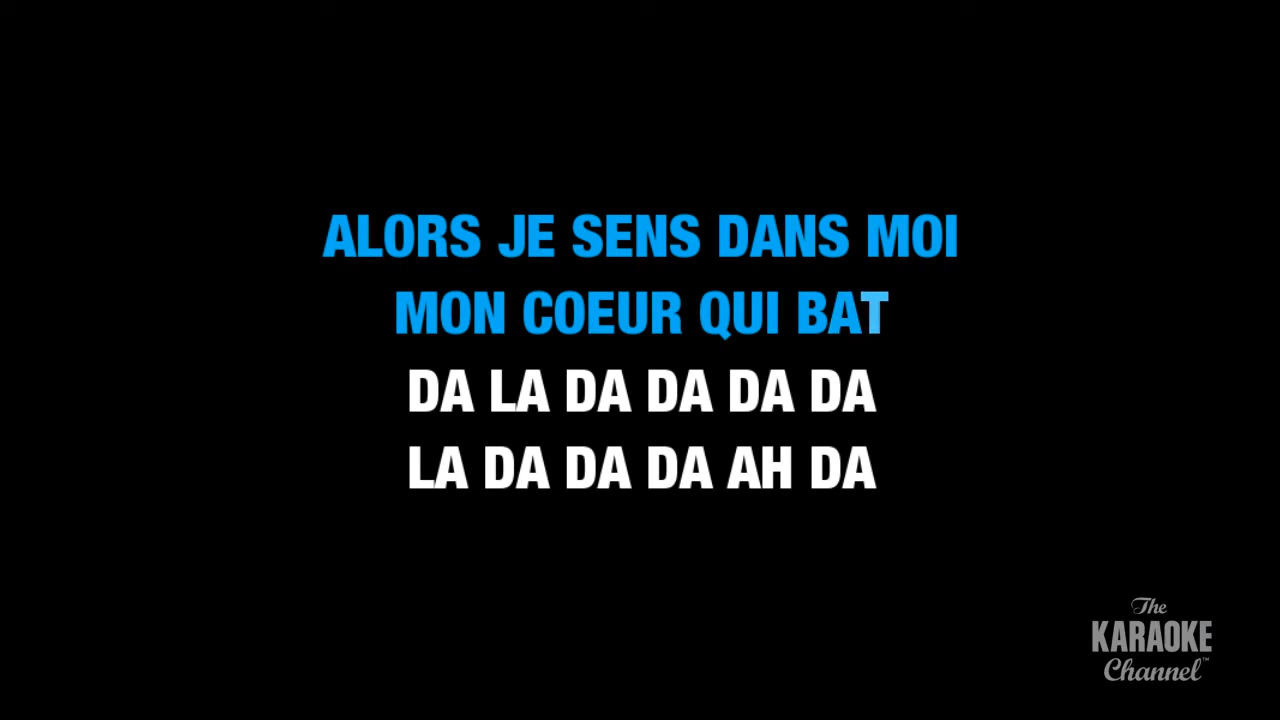 ALORS JE SENS DANS MOI
MON COEUR QUI BAT
DA LA DA DA DA DA
LA DA DA DA AH DA
The
KARAOKE
Channel™